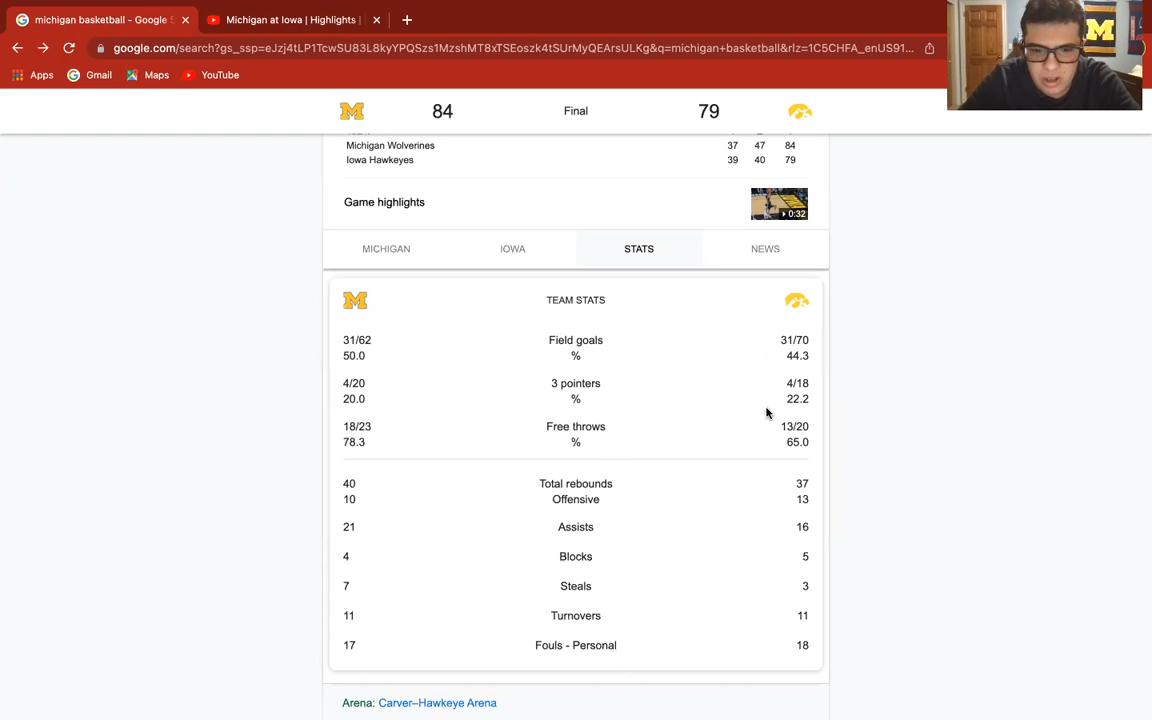 michigan basketball - Google S
Michigan at Iowa | Highlights |
google.com/search?gs_ssp=eJzj4tLP1TcwSU83L8kyYPQSzs1MzshMT8xTSEoszk4tSUrMyQEArsULKg&q=michigan+basketball&rlz=1C5CHFA_enUS91...
Apps Gmail Maps YouTube
M 84 Final 79
Michigan Wolverines 37 47 84
Iowa Hawkeyes 39 40 79
Game highlights 0:32
MICHIGAN IOWA STATS NEWS
M TEAM STATS
31/62 Field goals 31/70
50.0 % 44.3
4/20 3 pointers 4/18
20.0 % 22.2
18/23 Free throws 13/20
78.3 % 65.0
40 Total rebounds 37
10 Offensive 13
21 Assists 16
4 Blocks 5
7 Steals 3
11 Turnovers 11
17 Fouls - Personal 18
Arena: Carver–Hawkeye Arena
M